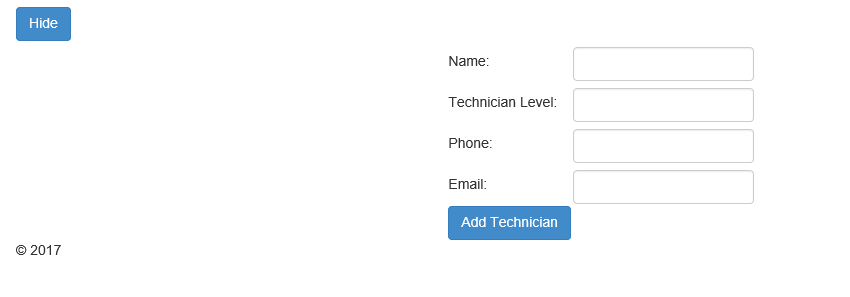 Hide
Name:
Technician Level:
Phone:
Email:
Add Technician
© 2017